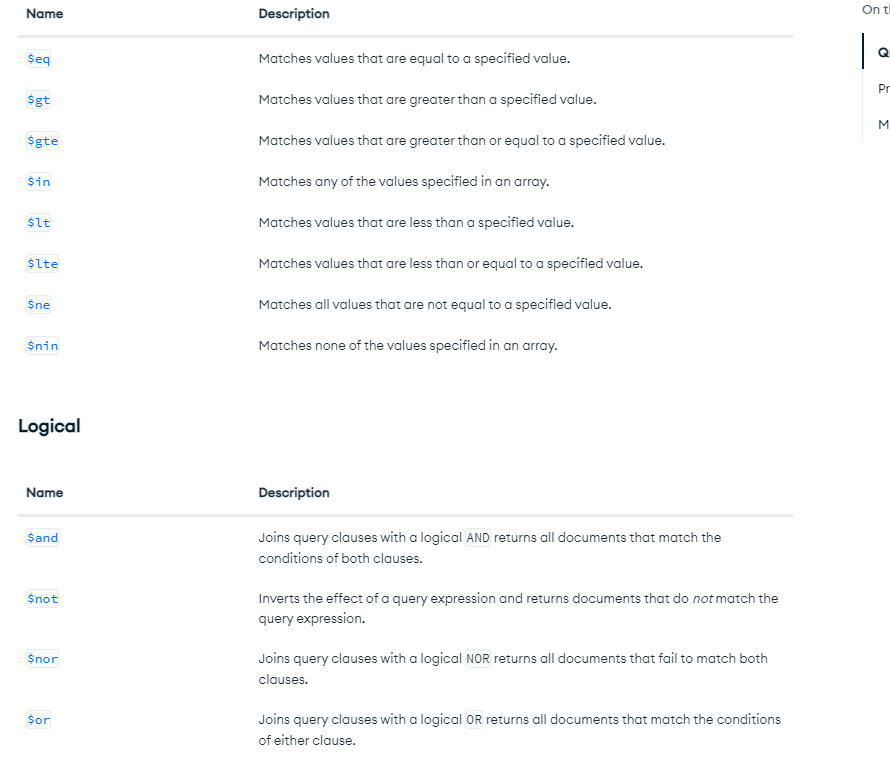 Name Description
$eq Matches values that are equal to a specified value.
$gt Matches values that are greater than a specified value.
$gte Matches values that are greater than or equal to a specified value.
$in Matches any of the values specified in an array.
$lt Matches values that are less than a specified value.
$lte Matches values that are less than or equal to a specified value.
$ne Matches all values that are not equal to a specified value.
$nin Matches none of the values specified in an array.
Logical
Name Description
$and Joins query clauses with a logical AND returns all documents that match the
conditions of both clauses.
$not Inverts the effect of a query expression and returns documents that do not match the
query expression.
$nor Joins query clauses with a logical NOR returns all documents that fail to match both
clauses.
$or Joins query clauses with a logical OR returns all documents that match the conditions
of either clause.
On